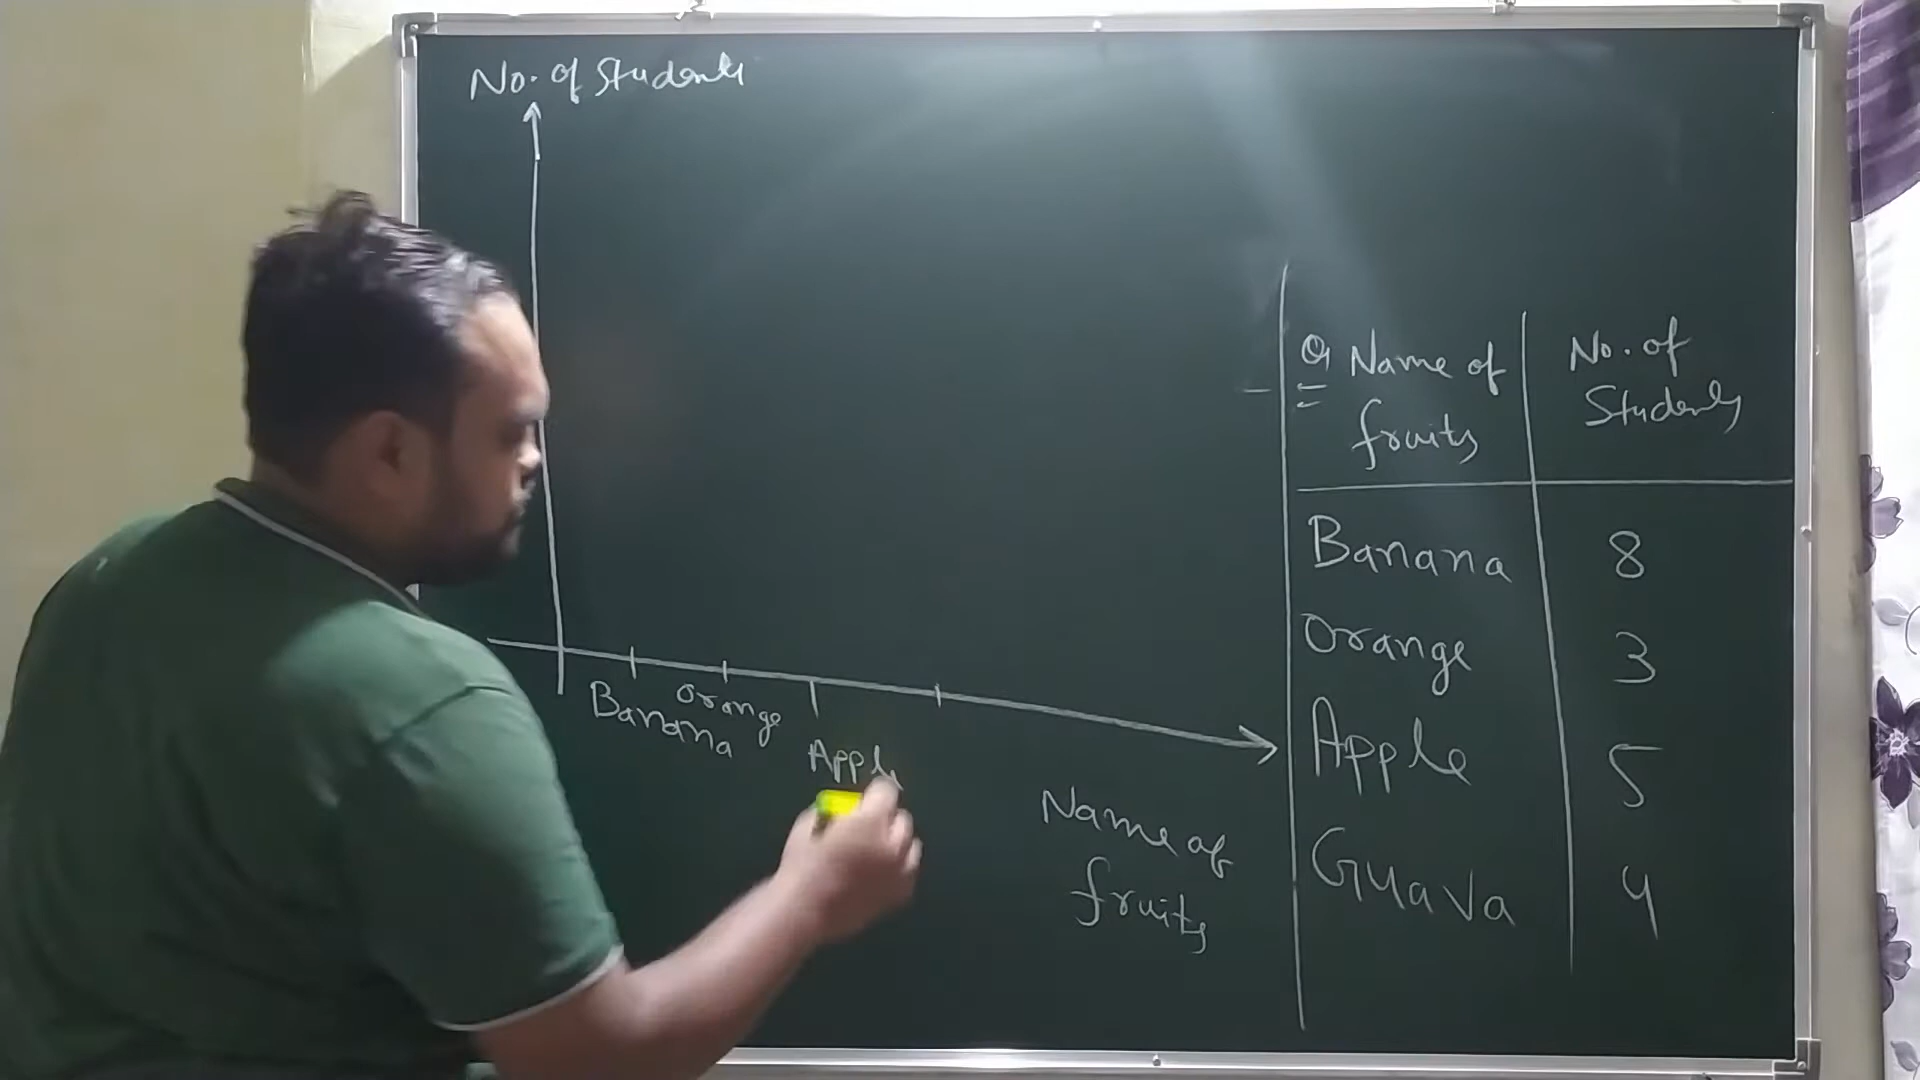 No. of Students
Banana
Orange
Apple
Name of
fruits
Q Name of
fruits
No. of
Students
Banana 8
Orange 3
Apple 5
Guava 4